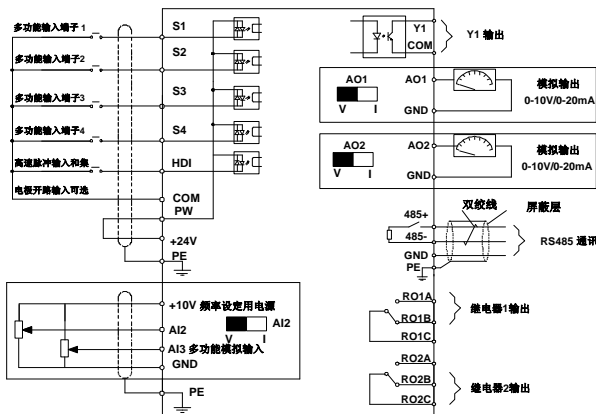 多功能输入端子 1
S1
多功能输入端子2
S2
多功能输入端子3
S3
多功能输入端子4
S4
高速脉冲输入和集
HDI
电极开路输入可选
COM
PW
+24V
PE
+10V 频率设定用电源
AI2
V I
AI2
AI3 多功能模拟输入
GND
PE
Y1
COM
Y1 输出
AO1
V I
AO1
GND
模拟输出
0-10V/0-20mA
AO2
V I
AO2
GND
模拟输出
0-10V/0-20mA
双绞线
屏蔽层
485+
485-
GND
PE
RS485 通讯
RO1A
RO1B
RO1C
继电器1输出
RO2A
RO2B
RO2C
继电器2输出